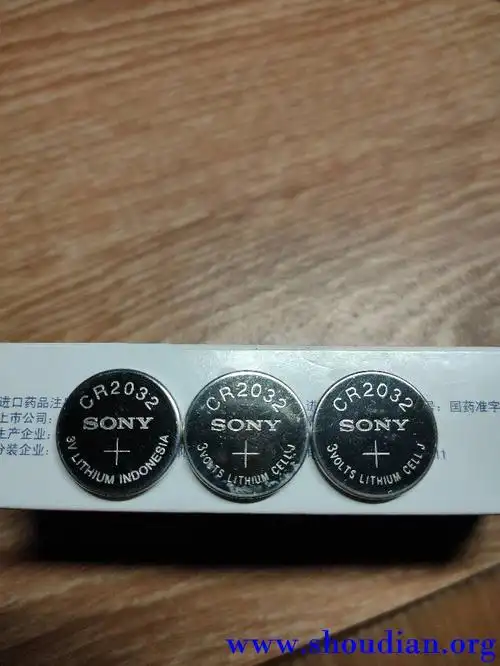 CR2032
SONY
+
3V LITHIUM INDONESIA
CR2032
SONY
+
3VOLTS LITHIUM CELL J
CR2032
SONY
+
3VOLTS LITHIUM CELL J
进口药品注
上市公司:
生产企业:
分装企业:
国药准字
11
www.shoudian.org